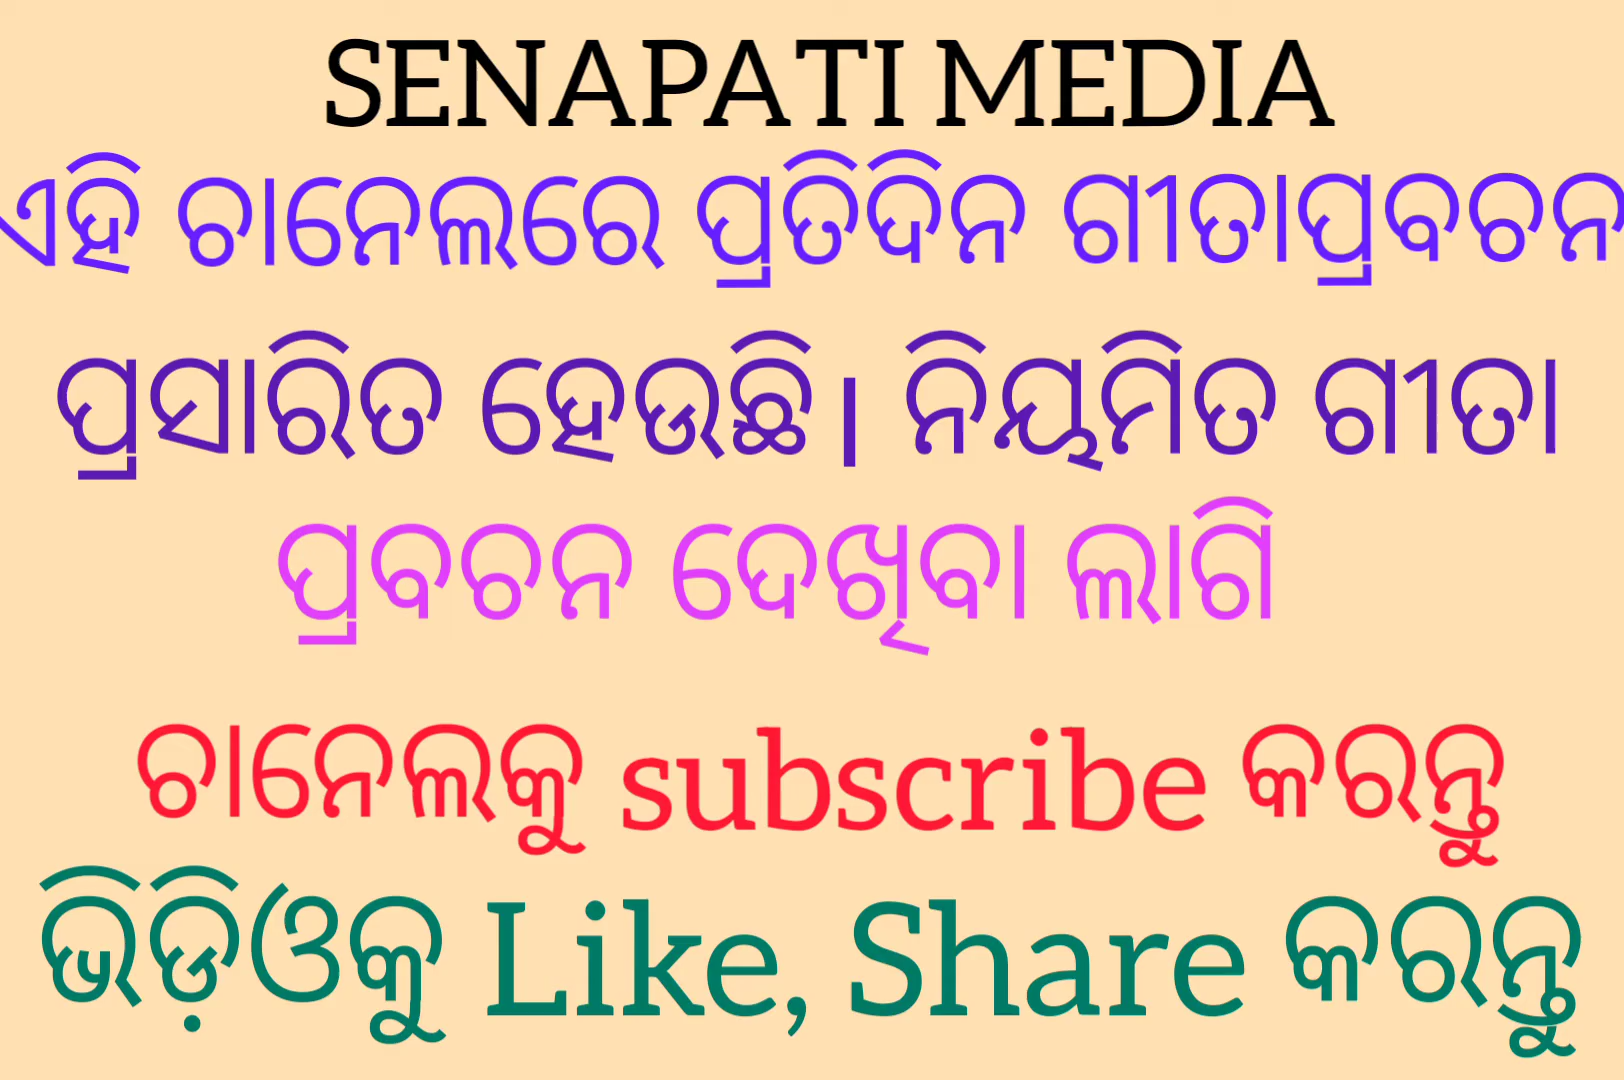 SENAPATI MEDIA
ଏହି ଚାନେଲରେ ପ୍ରତିଦିନ ଗୀତାପ୍ରବଚନ
ପ୍ରସାରିତ ହେଉଛି। ନିୟମିତ ଗୀତା
ପ୍ରବଚନ ଦେଖିବା ଲାଗି
ଚାନେଲକୁ subscribe କରନ୍ତୁ
ଭିଡ଼ିଓକୁ Like, Share କରନ୍ତୁ